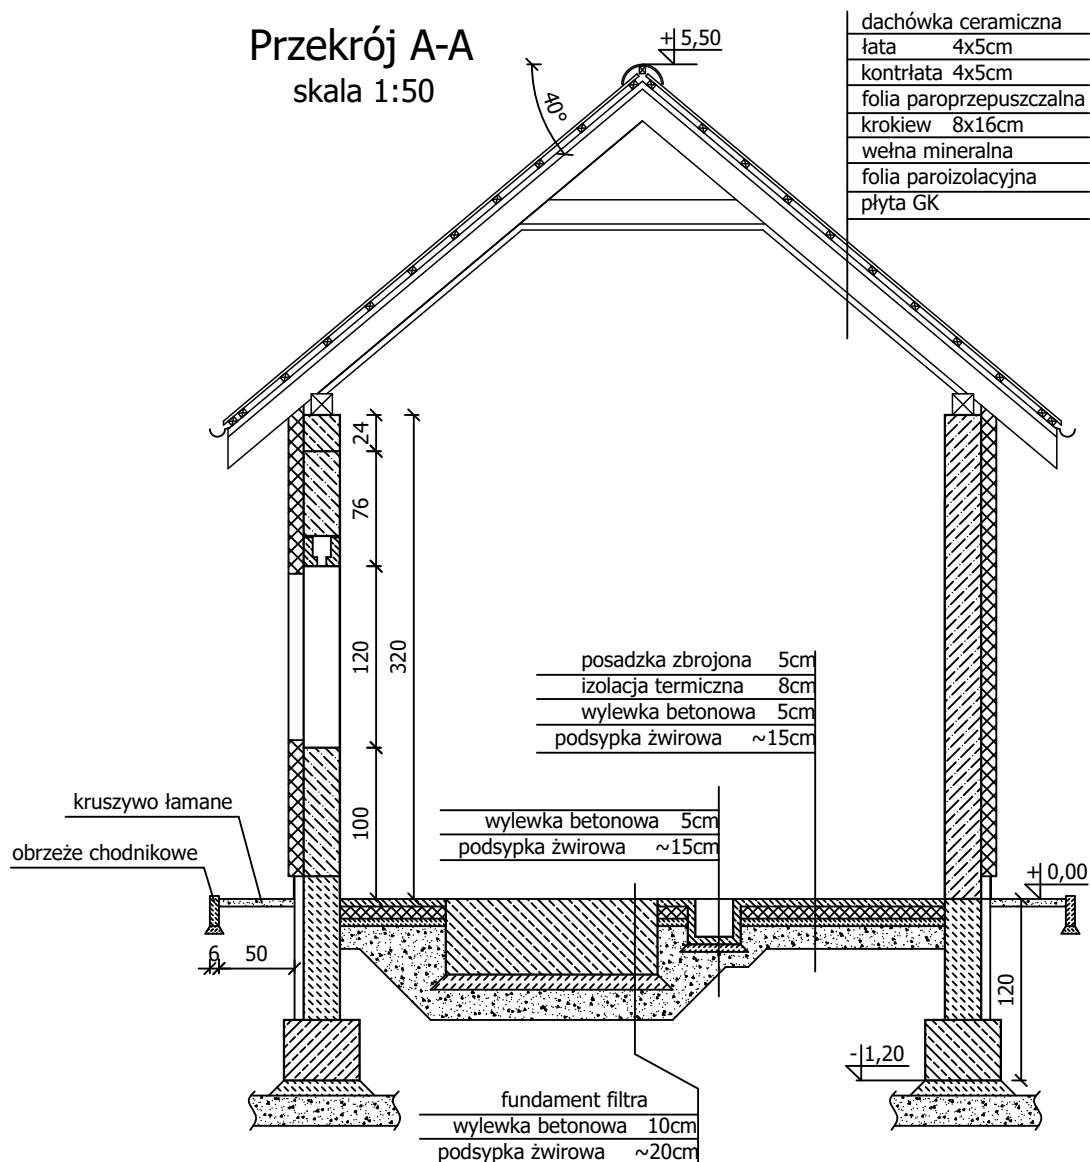 Przekrój A-A
skala 1:50
+5,50
40°
dachówka ceramiczna
łata 4x5cm
kontrłata 4x5cm
folia paroprzepuszczalna
krokiew 8x16cm
wełna mineralna
folia paroizolacyjna
płyta GK
24
76
120
320
100
posadzka zbrojona 5cm
izolacja termiczna 8cm
wylewka betonowa 5cm
podsypka żwirowa ~15cm
kruszywo łamane
obrzeże chodnikowe
wylewka betonowa 5cm
podsypka żwirowa ~15cm
+0,00
6 50
120
-1,20
fundament filtra
wylewka betonowa 10cm
podsypka żwirowa ~20cm